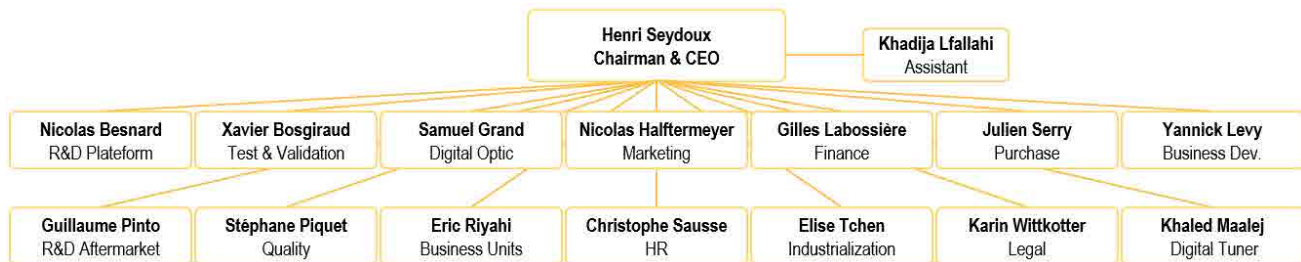 Henri Seydoux
Chairman & CEO
Khadija Lfallahi
Assistant
Nicolas Besnard
R&D Plateform
Xavier Bosgiraud
Test & Validation
Samuel Grand
Digital Optic
Nicolas Halftermeyer
Marketing
Gilles Labossière
Finance
Julien Serry
Purchase
Yannick Levy
Business Dev.
Guillaume Pinto
R&D Aftermarket
Stéphane Piquet
Quality
Eric Riyahi
Business Units
Christophe Sausse
HR
Elise Tchen
Industrialization
Karin Wittkotter
Legal
Khaled Maalej
Digital Tuner